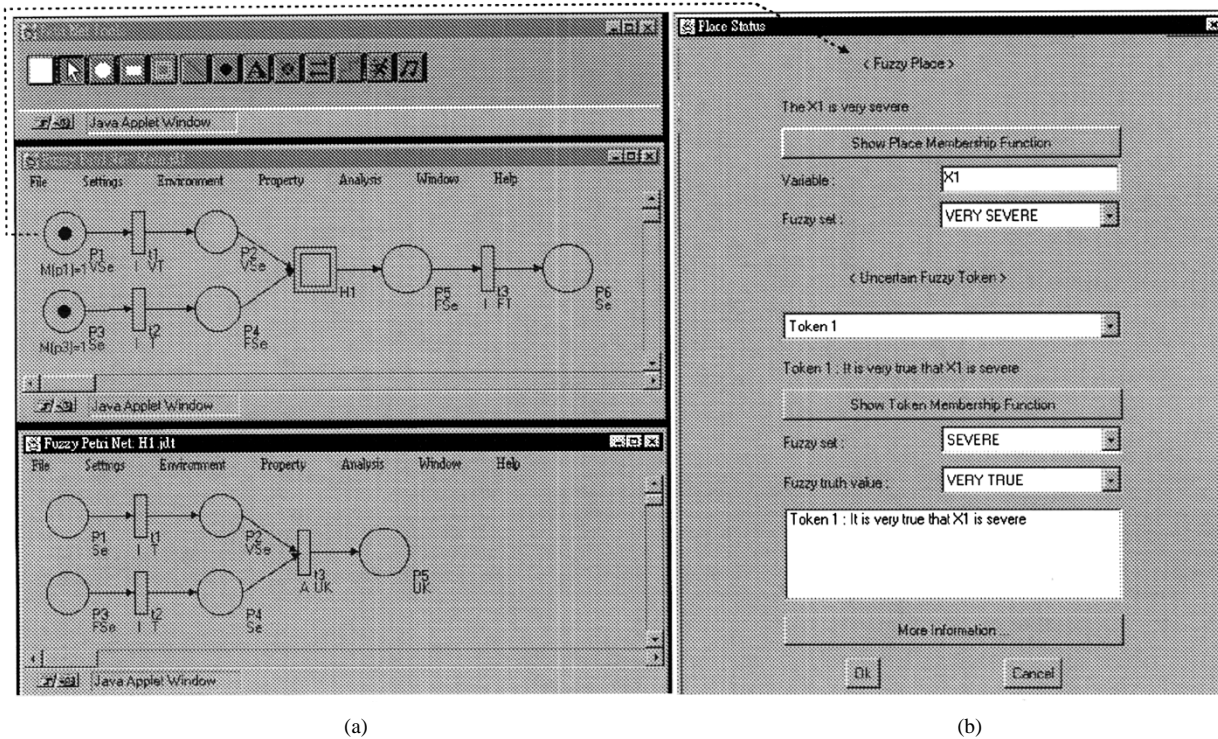 Java Applet Window
Fuzzy Petri Net: Main.jdt
File Settings Environment Property Analysis Window Help
P1
VSe
M(p1)=1
t1
I VT
P2
VSe
H1
P5
FSe
t3
I FT
P6
Se
P3
Se
M(p3)=1
t2
I T
P4
FSe
Java Applet Window
Fuzzy Petri Net: H1.jdt
File Settings Environment Property Analysis Window Help
P1
Se
t1
I T
P2
VSe
t3
A UK
P5
UK
P3
FSe
t2
I T
P4
Se
Java Applet Window
(a)
Place Status
< Fuzzy Place >
The X1 is very severe
Show Place Membership Function
Variable : X1
Fuzzy set : VERY SEVERE
< Uncertain Fuzzy Token >
Token 1
Token 1 : It is very true that X1 is severe
Show Token Membership Function
Fuzzy set : SEVERE
Fuzzy truth value : VERY TRUE
Token 1 : It is very true that X1 is severe
More Information ...
Ok Cancel
(b)